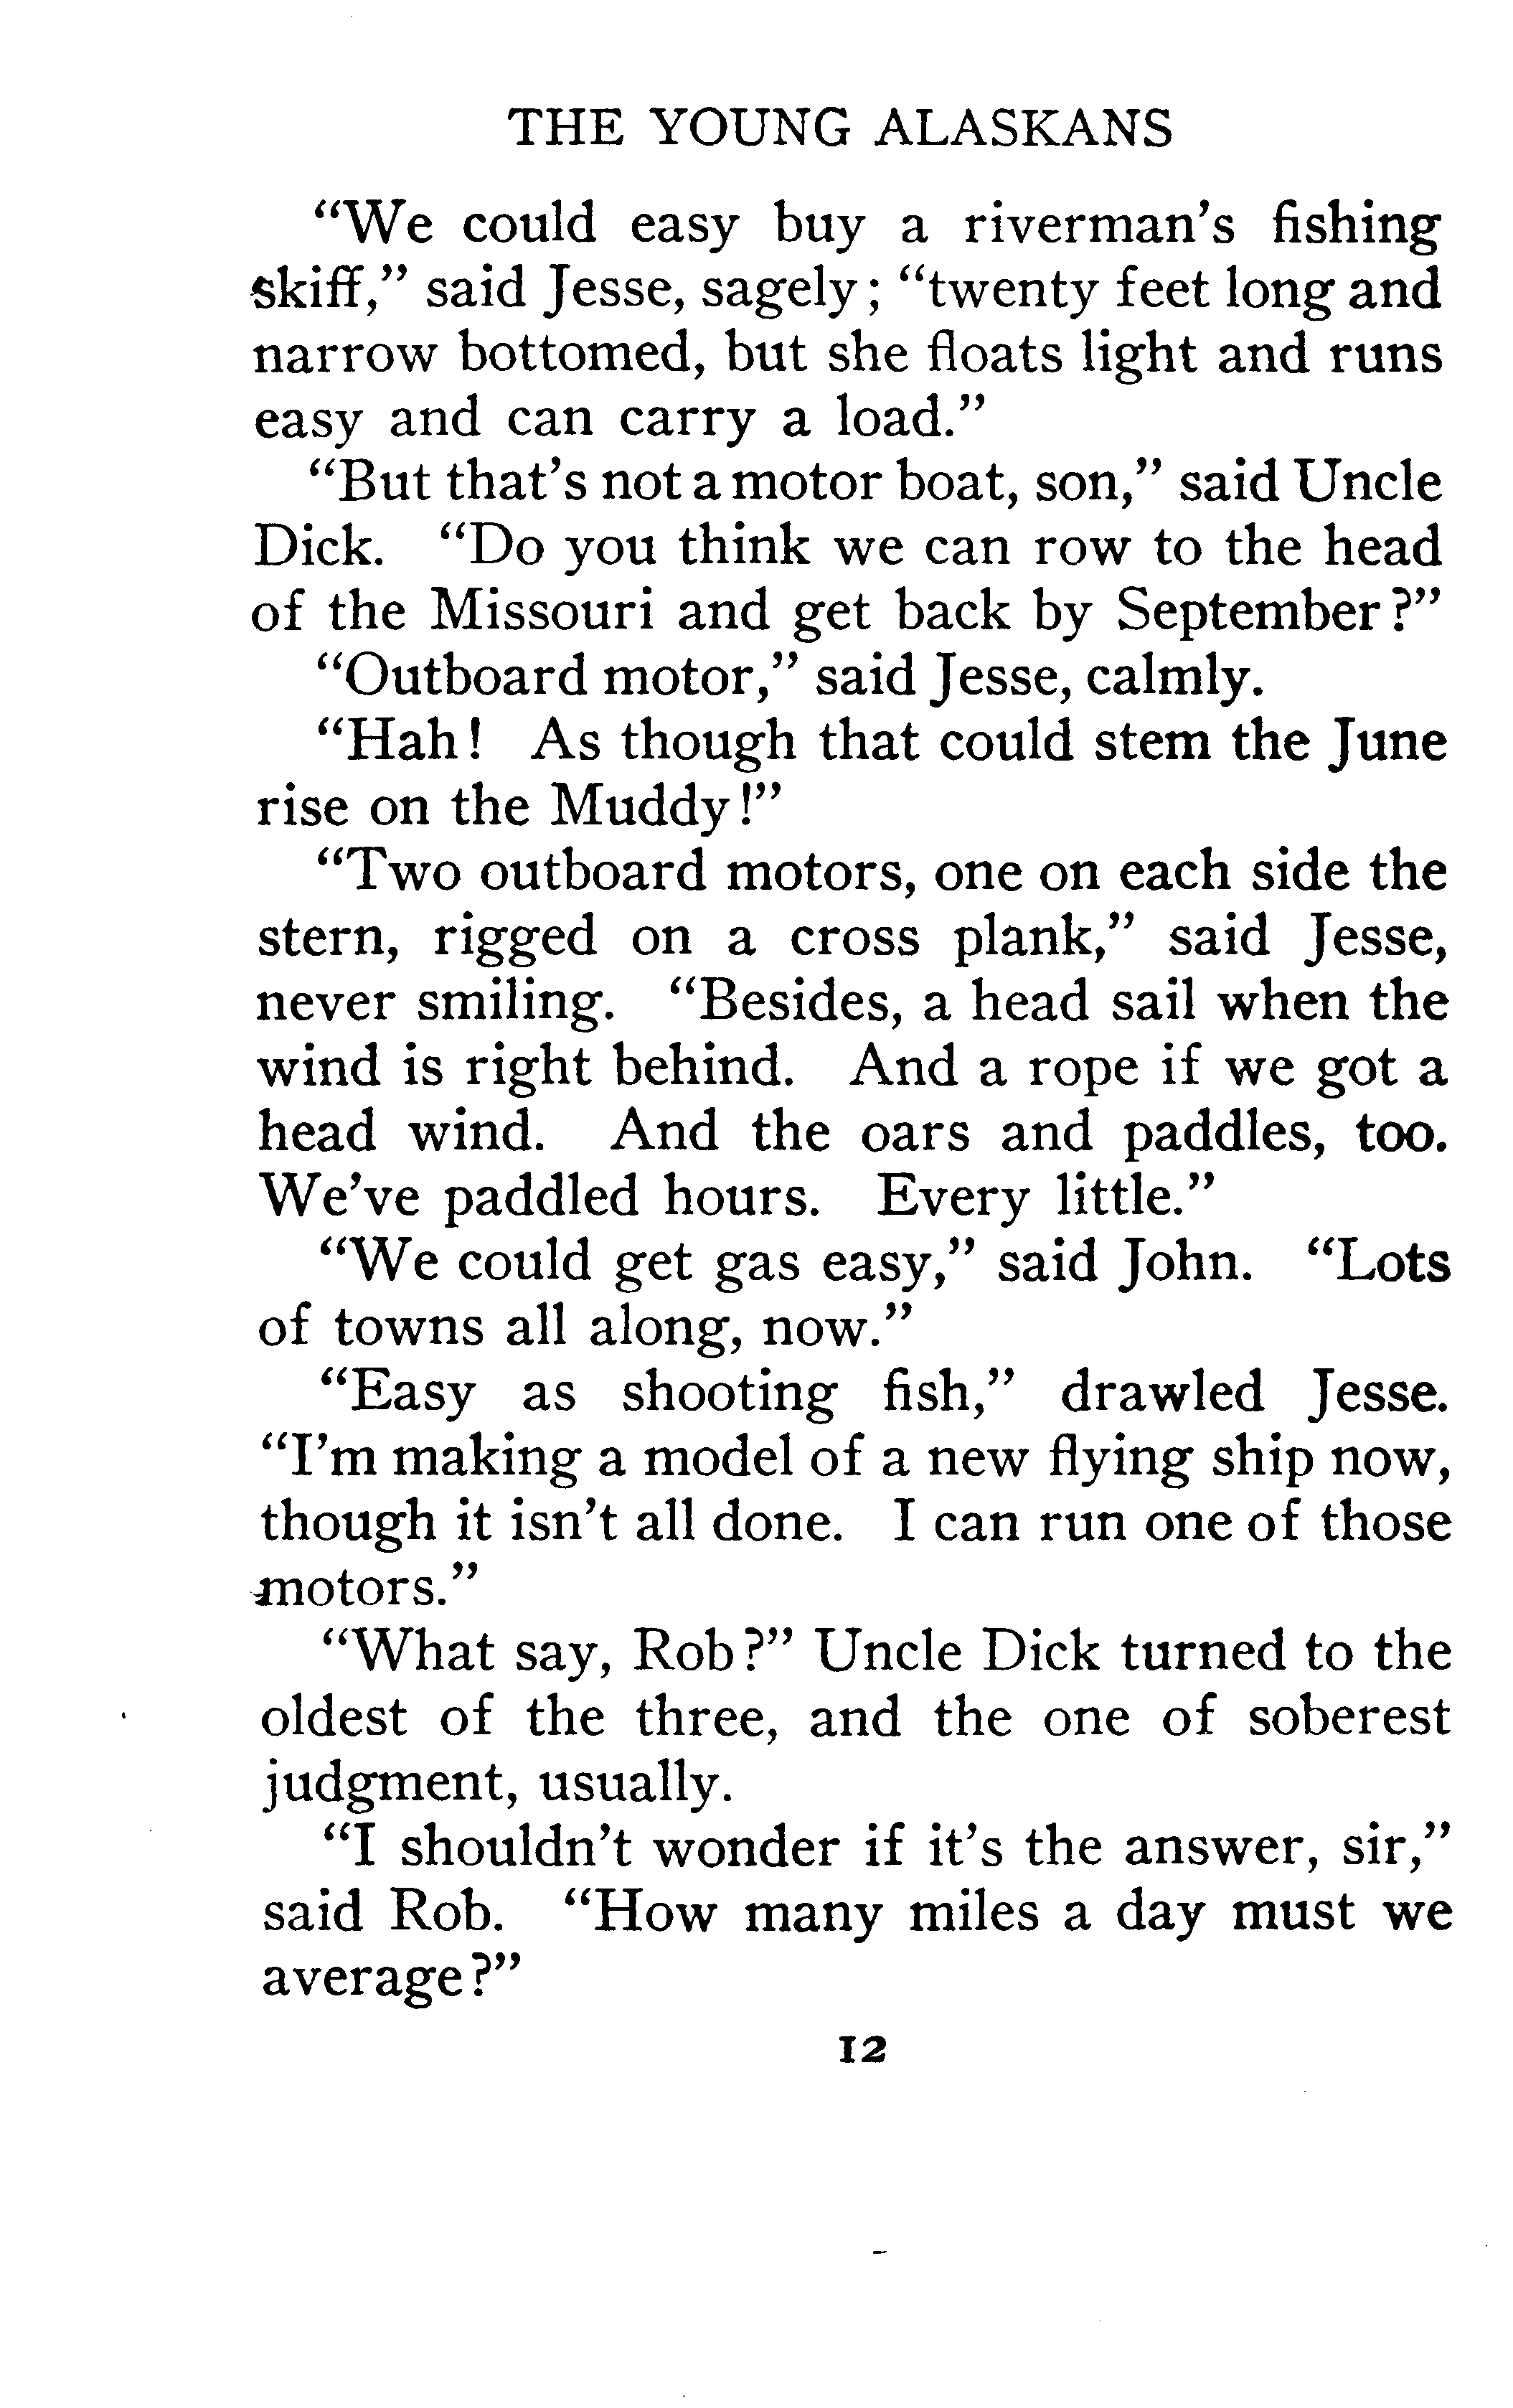 THE YOUNG ALASKANS
“We could easy buy a riverman’s fishing
skiff,” said Jesse, sagely; “twenty feet long and
narrow bottomed, but she floats light and runs
easy and can carry a load.”
“But that’s not a motor boat, son,” said Uncle
Dick. “Do you think we can row to the head
of the Missouri and get back by September?”
“Outboard motor,” said Jesse, calmly.
“Hah! As though that could stem the June
rise on the Muddy!”
“Two outboard motors, one on each side the
stern, rigged on a cross plank,” said Jesse,
never smiling. “Besides, a head sail when the
wind is right behind. And a rope if we got a
head wind. And the oars and paddles, too.
We’ve paddled hours. Every little.”
“We could get gas easy,” said John. “Lots
of towns all along, now.”
“Easy as shooting fish,” drawled Jesse.
“I’m making a model of a new flying ship now,
though it isn’t all done. I can run one of those
motors.”
“What say, Rob?” Uncle Dick turned to the
oldest of the three, and the one of soberest
judgment, usually.
“I shouldn’t wonder if it’s the answer, sir,”
said Rob. “How many miles a day must we
average?”
12